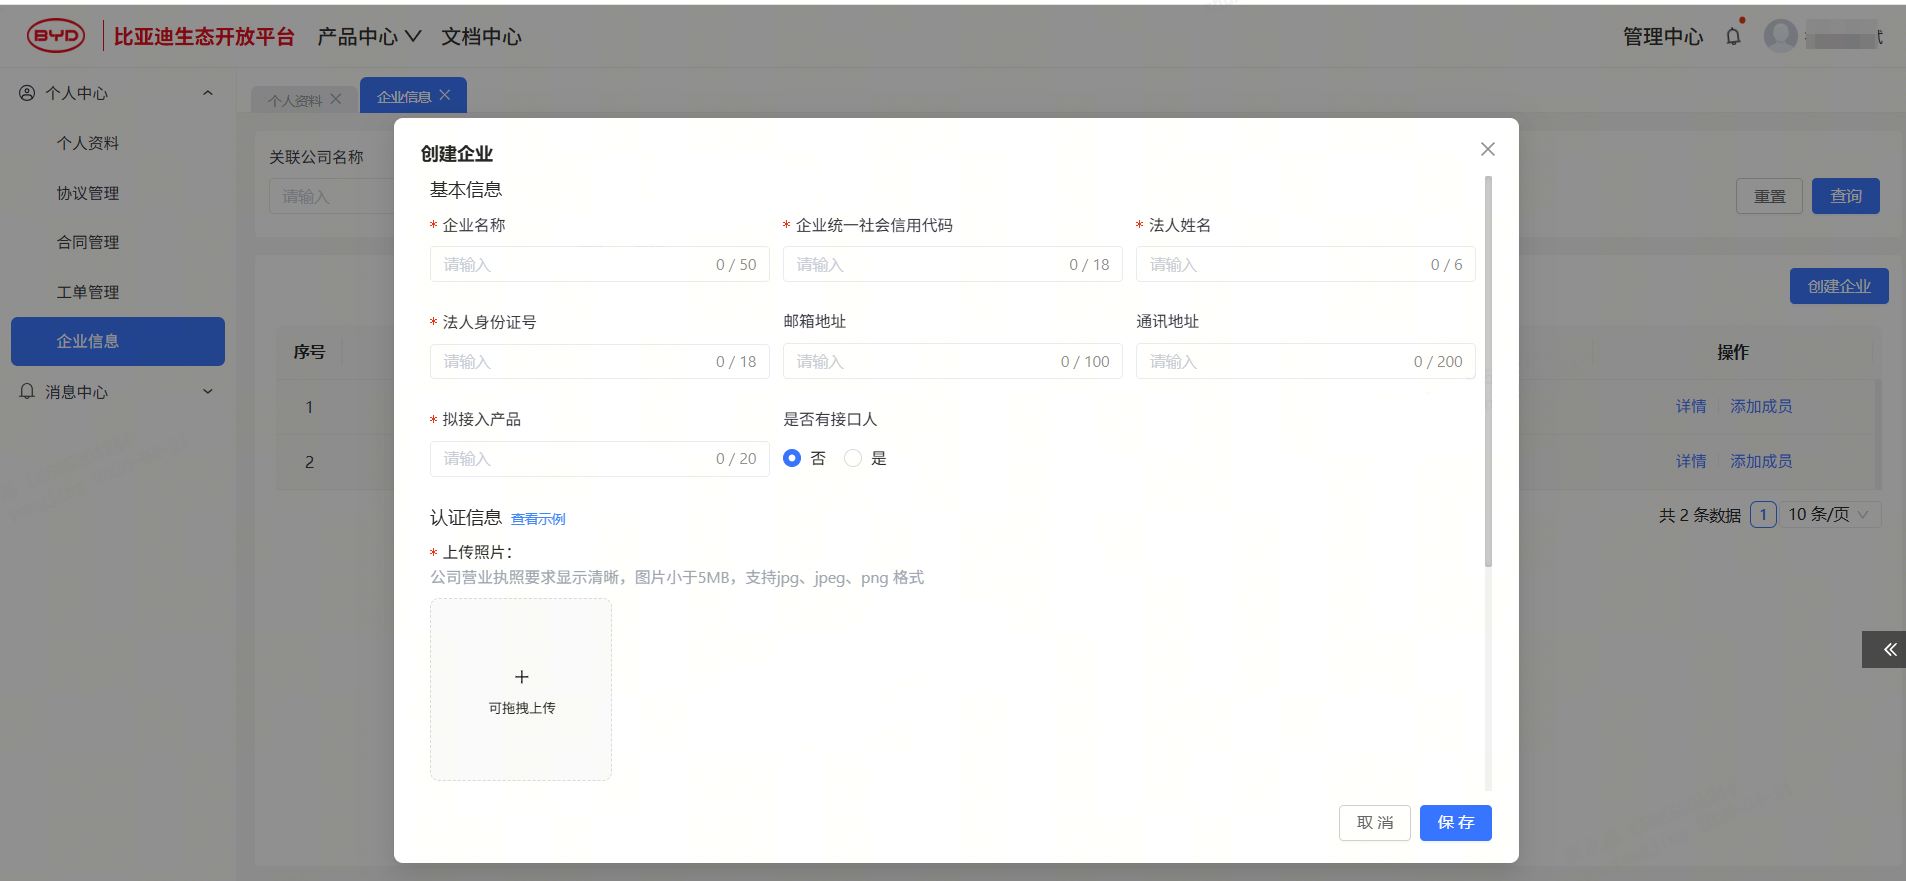 BYD 比亚迪生态开放平台 产品中心 文档中心 管理中心
个人中心
个人资料
协议管理
合同管理
工单管理
企业信息
消息中心
个人资料 企业信息
关联公司名称
请输入
重置 查询
创建企业
序号 操作
1 详情 添加成员
2 详情 添加成员
共 2 条数据 1 10 条/页
创建企业
基本信息
* 企业名称 * 企业统一社会信用代码 * 法人姓名
请输入 0 / 50 请输入 0 / 18 请输入 0 / 6
* 法人身份证号 邮箱地址 通讯地址
请输入 0 / 18 请输入 0 / 100 请输入 0 / 200
* 拟接入产品 是否有接口人
请输入 0 / 20 否 是
认证信息 查看示例
* 上传照片：
公司营业执照要求显示清晰，图片小于5MB，支持jpg、jpeg、png 格式
可拖拽上传
取 消 保 存